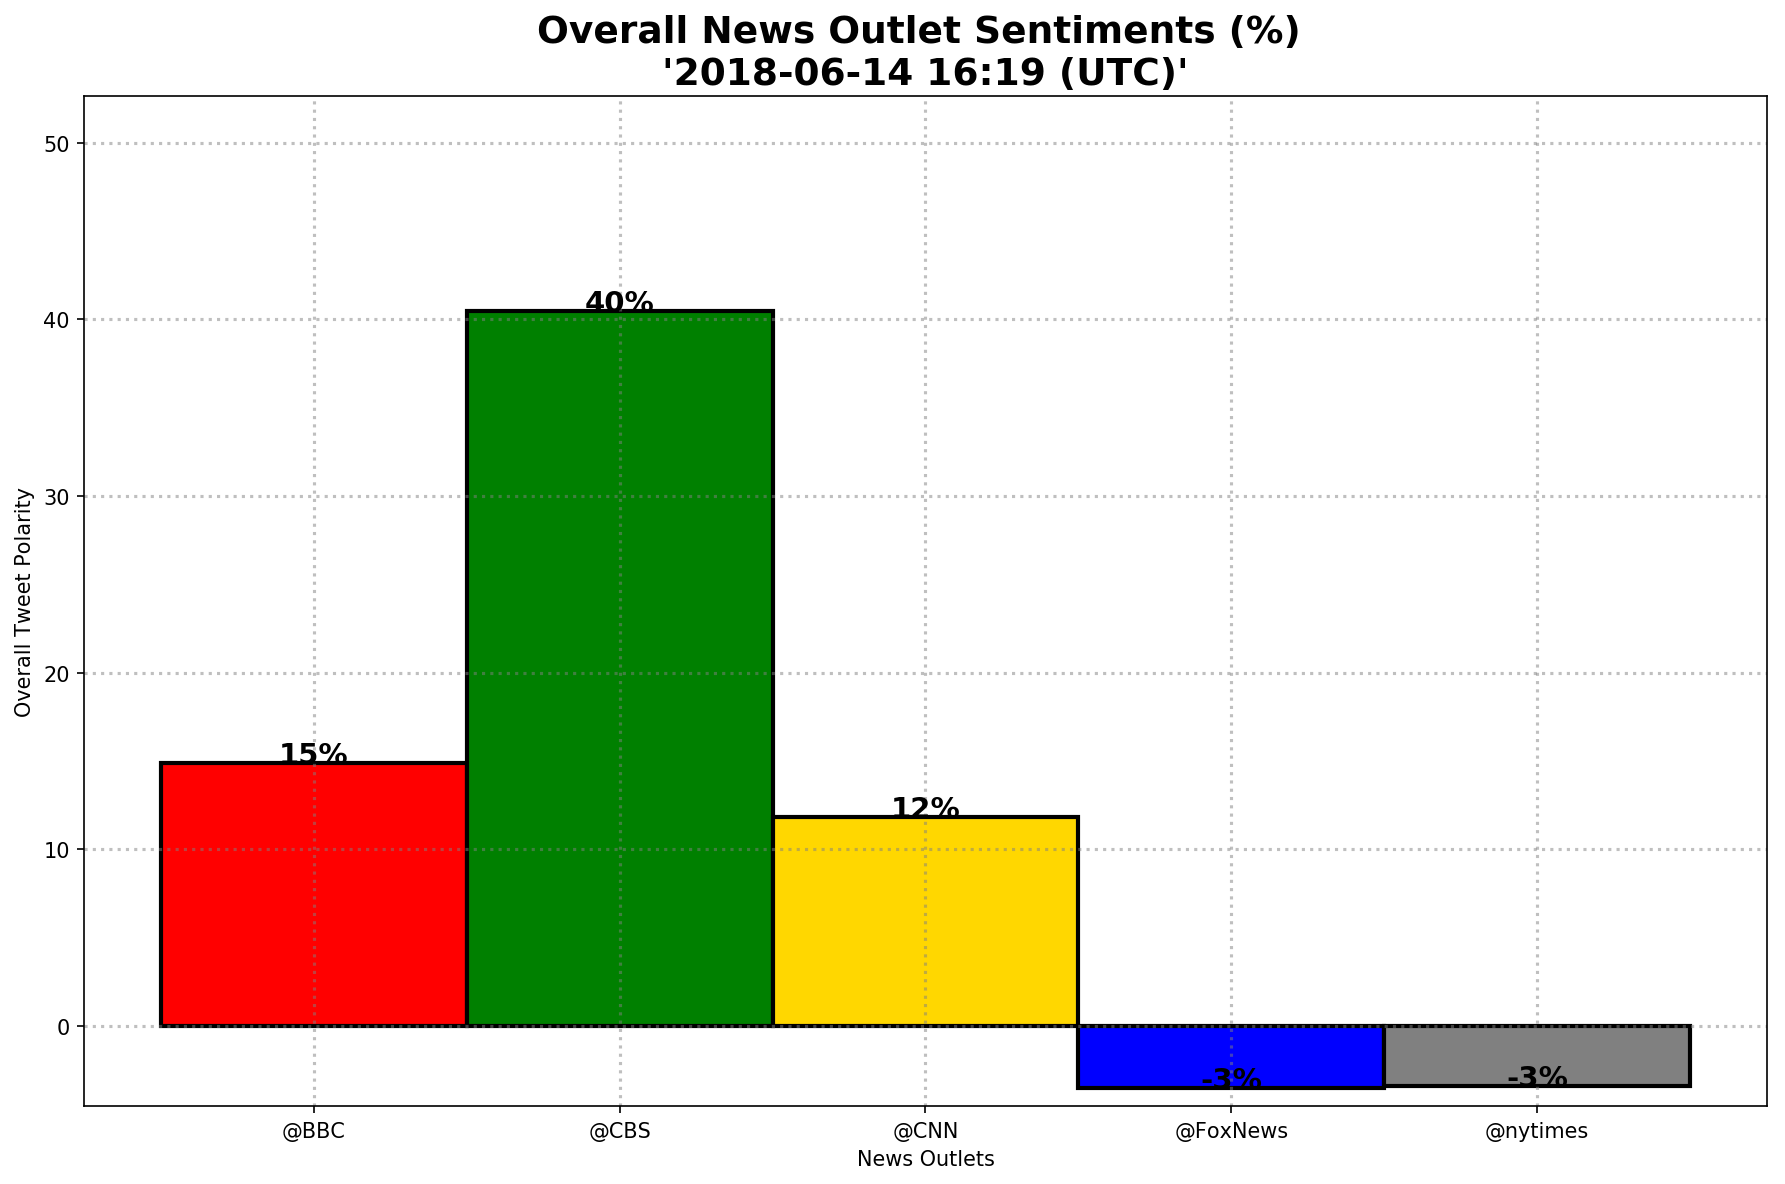 Overall News Outlet Sentiments (%)
'2018-06-14 16:19 (UTC)'
Overall Tweet Polarity
50
40
30
20
10
0
15%
40%
12%
-3%
-3%
@BBC
@CBS
@CNN
@FoxNews
@nytimes
News Outlets